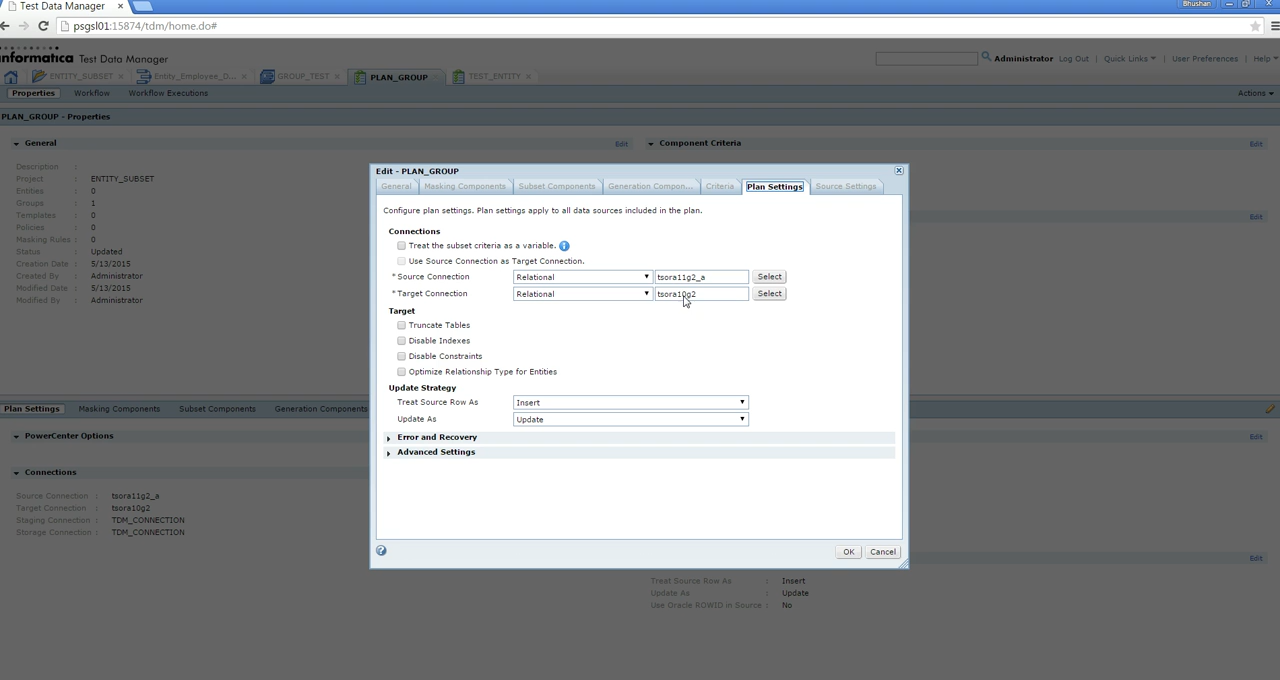 Test Data Manager × Bhushan
psgsl01:15874/tdm/home.do#
Informatica Test Data Manager Administrator Log Out | Quick Links | User Preferences | Help
ENTITY_SUBSET × Entity_Employee_D... × GROUP_TEST × PLAN_GROUP TEST_ENTITY ×
Properties Workflow Workflow Executions Actions
PLAN_GROUP - Properties
General Edit Component Criteria Edit
Description :
Project : ENTITY_SUBSET
Entities : 0
Groups : 1
Templates : 0
Policies : 0
Masking Rules : 0
Status : Updated
Creation Date : 5/13/2015
Created By : Administrator
Modified Date : 5/13/2015
Modified By : Administrator
Edit
Edit - PLAN_GROUP
General Masking Components Subset Components Generation Compon... Criteria Plan Settings Source Settings
Configure plan settings. Plan settings apply to all data sources included in the plan.
Connections
Treat the subset criteria as a variable.
Use Source Connection as Target Connection.
* Source Connection Relational tsora11g2_a Select
* Target Connection Relational tsora10g2 Select
Target
Truncate Tables
Disable Indexes
Disable Constraints
Optimize Relationship Type for Entities
Update Strategy
Treat Source Row As Insert
Update As Update
Error and Recovery
Advanced Settings
OK Cancel
Plan Settings Masking Components Subset Components Generation Components
PowerCenter Options Edit
Connections
Source Connection : tsora11g2_a
Target Connection : tsora10g2
Staging Connection : TDM_CONNECTION
Storage Connection : TDM_CONNECTION
Edit
Treat Source Row As : Insert
Update As : Update
Use Oracle ROWID in Source : No